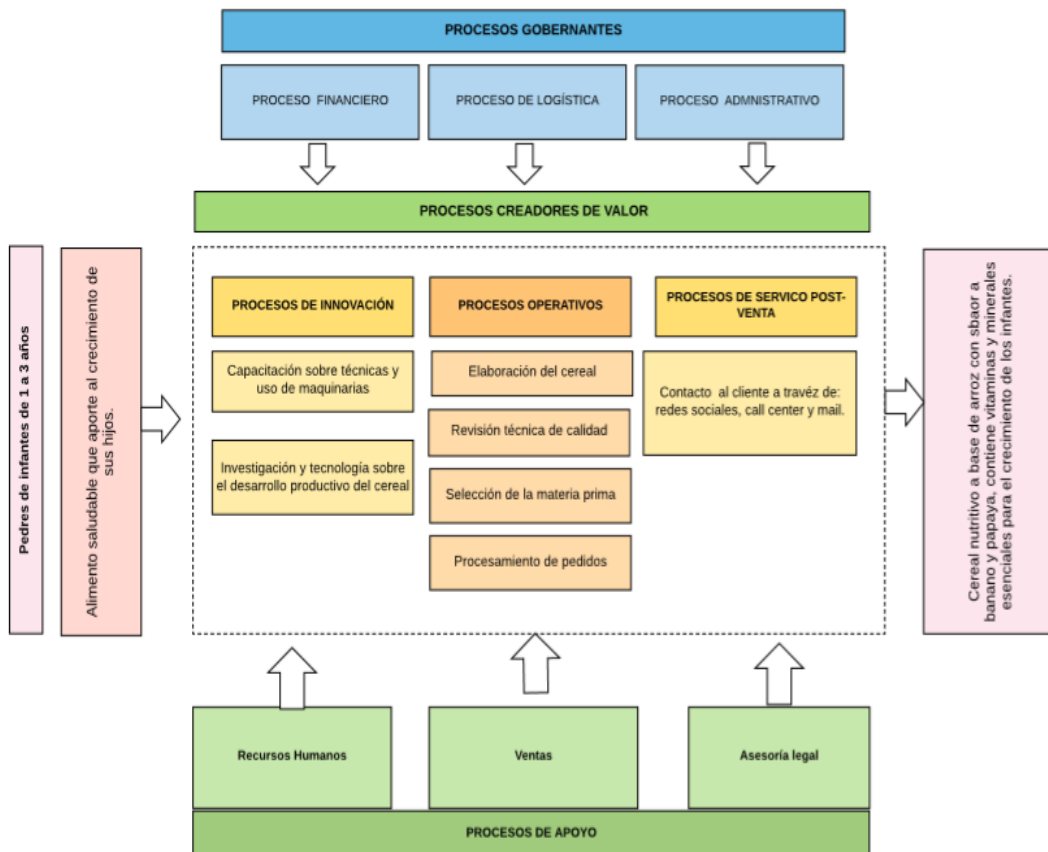 PROCESOS GOBERNANTES
PROCESO FINANCIERO
PROCESO DE LOGÍSTICA
PROCESO ADMNISTRATIVO
PROCESOS CREADORES DE VALOR
Pedres de infantes de 1 a 3 años
Alimento saludable que aporte al crecimiento de
sus hijos.
PROCESOS DE INNOVACIÓN
Capacitación sobre técnicas y
uso de maquinarias
Investigación y tecnología sobre
el desarrollo productivo del cereal
PROCESOS OPERATIVOS
Elaboración del cereal
Revisión técnica de calidad
Selección de la materia prima
Procesamiento de pedidos
PROCESOS DE SERVICO POST-
VENTA
Contacto al cliente a travéz de:
redes sociales, call center y mail.
Cereal nutritivo a base de arroz con sbaor a
banano y papaya, contiene vitaminas y minerales
esenciales para el crecimiento de los infantes.
Recursos Humanos
Ventas
Asesoría legal
PROCESOS DE APOYO